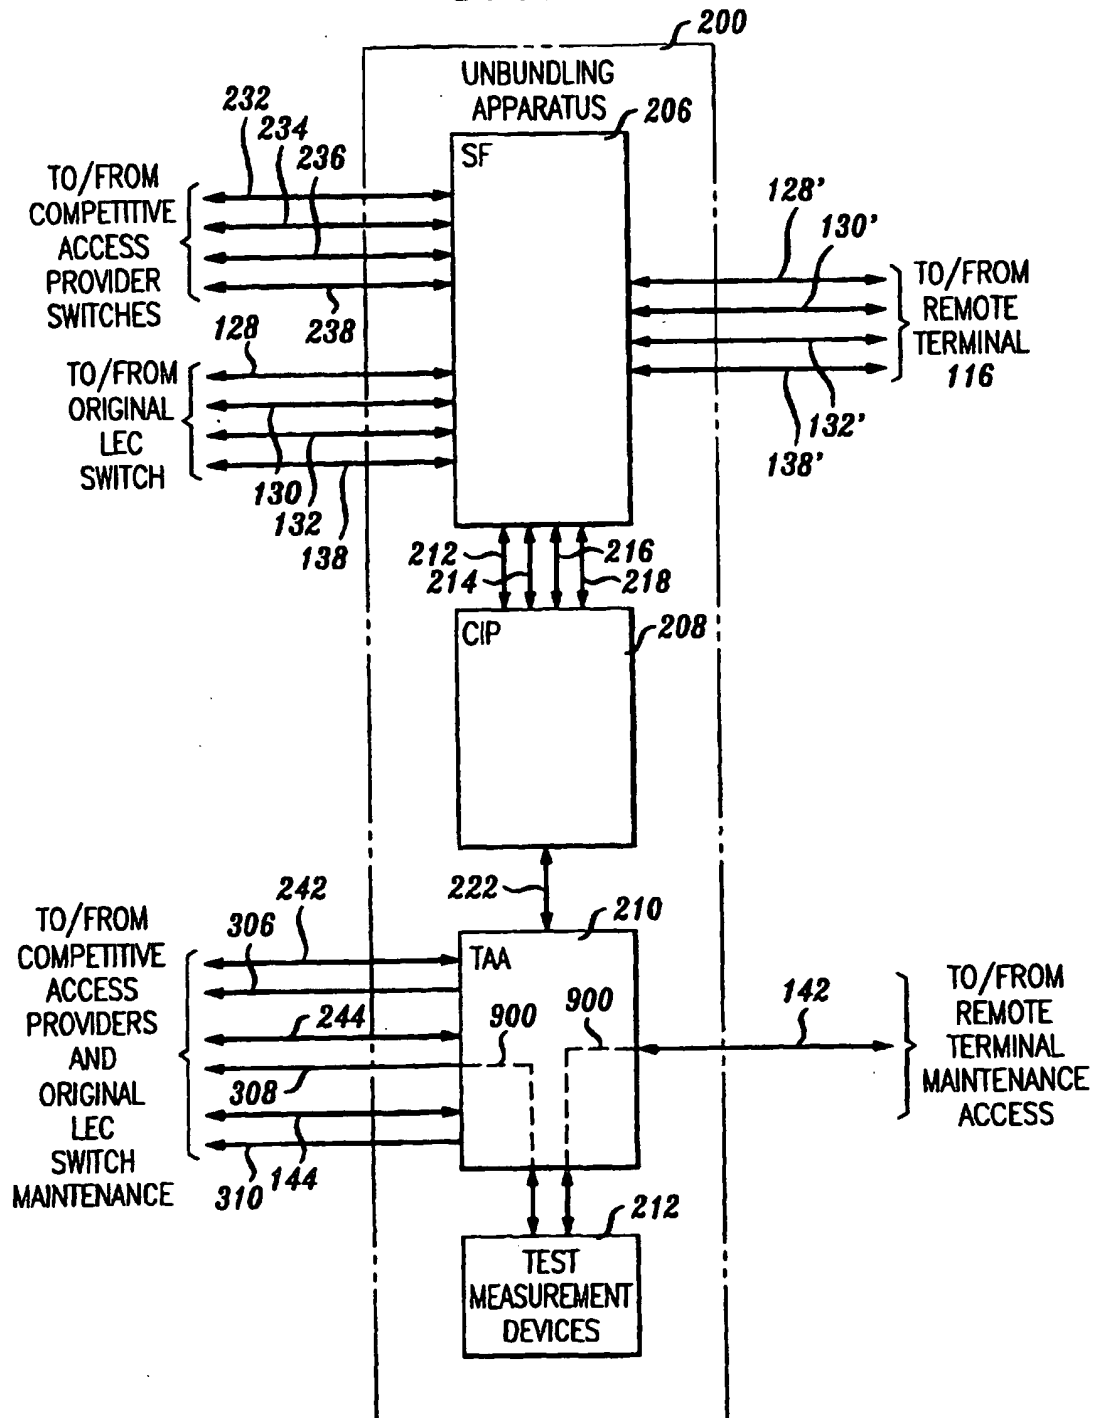 200
UNBUNDLING
APPARATUS
206
SF
232
234
236
TO/FROM
COMPETITIVE
ACCESS
PROVIDER
SWITCHES
238
128
TO/FROM
ORIGINAL
LEC
SWITCH
130
132
138
128'
130'
TO/FROM
REMOTE
TERMINAL
116
132'
138'
212
214
216
218
CIP
208
222
210
TAA
242
306
TO/FROM
COMPETITIVE
ACCESS
PROVIDERS
AND
ORIGINAL
LEC
SWITCH
MAINTENANCE
244
308
144
310
900
900
142
TO/FROM
REMOTE
TERMINAL
MAINTENANCE
ACCESS
212
TEST
MEASUREMENT
DEVICES